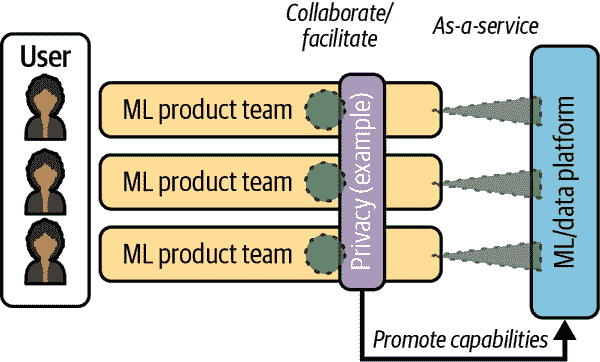 Collaborate/
facilitate
As-a-service
User
ML product team
ML product team
ML product team
Privacy (example)
ML/data platform
Promote capabilities